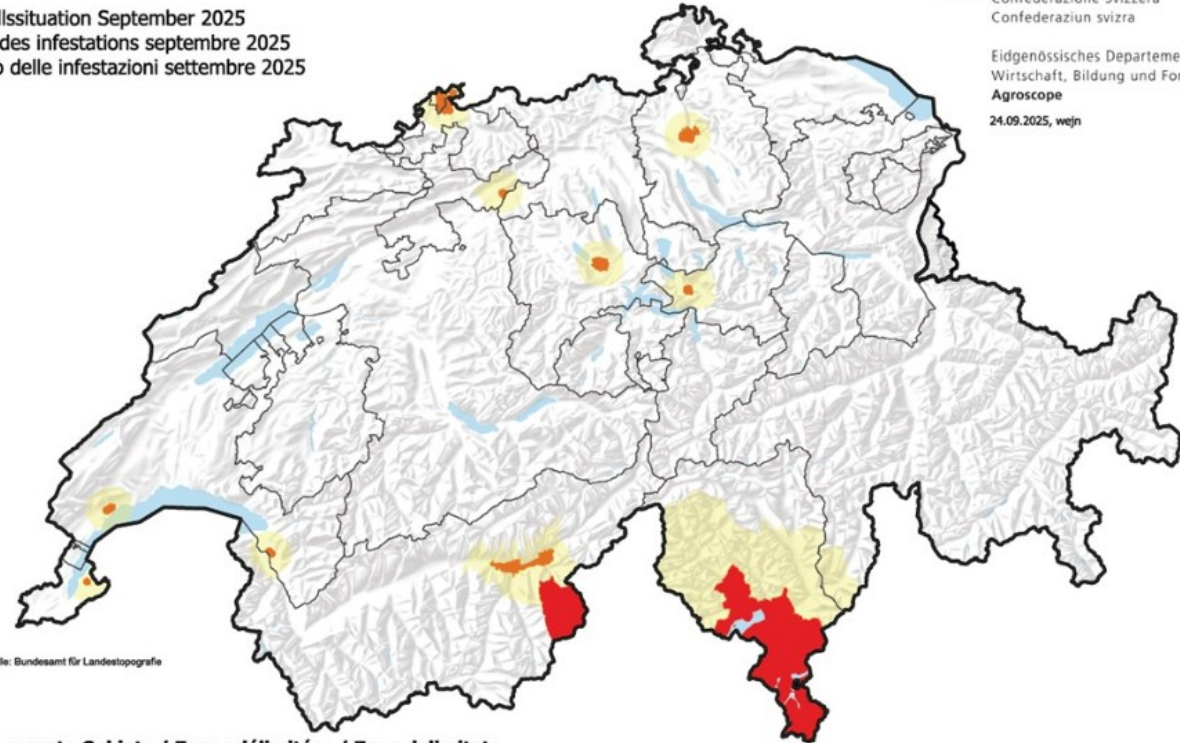 llssituation September 2025
des infestations septembre 2025
o delle infestazioni settembre 2025
Confederaziun svizra
Eidgenössisches Departeme
Wirtschaft, Bildung und For
Agroscope
24.09.2025, wejn
lle: Bundesamt für Landestopografie